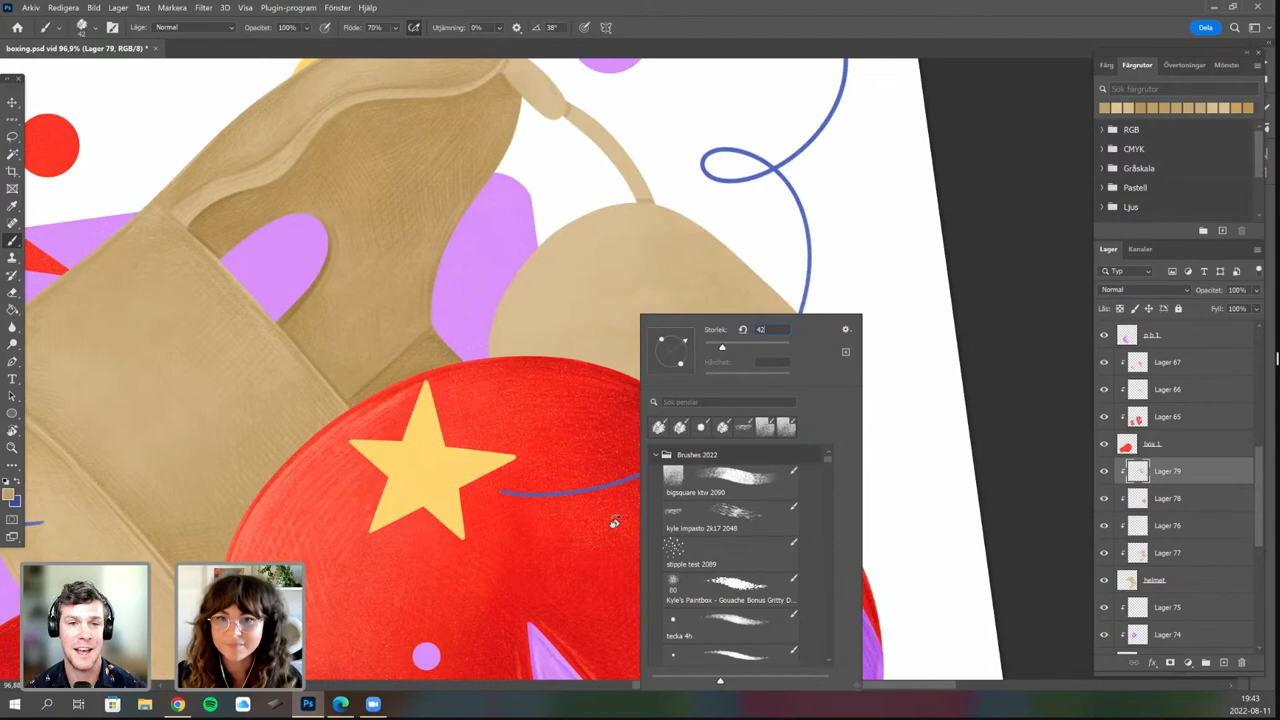 Arkiv Redigera Bild Lager Text Markera Filter 3D Visa Plugin-program Fönster Hjälp
42 Läge: Normal Opacitet: 100% Flöde: 70% Utjämning: 0% 38° Dela
boxing.psd vid 96,9% (Lager 79, RGB/8) *
Färg Färgrutor Övertoningar Mönste
Sök färgrutor
RGB
CMYK
Gråskala
Pastell
Ljus
Lager Kanaler
Typ
Normal Opacitet: 100%
Lås: Fyll: 100%
p b 1
Lager 67
Lager 66
Lager 65
box 1
Lager 79
Lager 78
Lager 76
Lager 77
helmet
Lager 75
Lager 74
Storlek: 42
Hårdhet:
Sök penslar
Brushes 2022
bigsquare ktw 2090
kyle impasto 2k17 2048
stipple test 2089
80
Kyle's Paintbox - Gouache Bonus Gritty D...
tecka 4h
19:43
2022-08-11